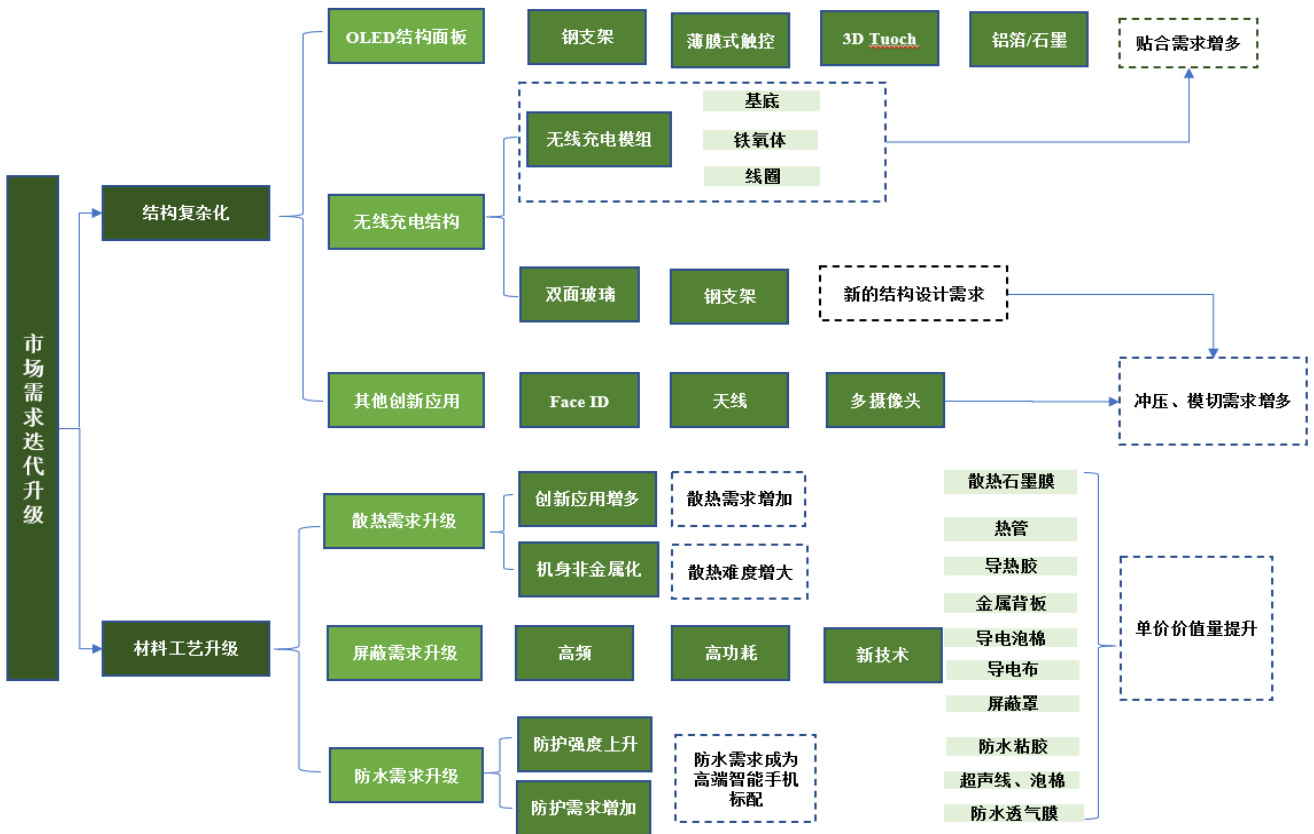 OLED结构面板
钢支架
薄膜式触控
3D Tuoch
铝箔/石墨
贴合需求增多
基底
无线充电模组
铁氧体
线圈
市场需求迭代升级
结构复杂化
无线充电结构
双面玻璃
钢支架
新的结构设计需求
其他创新应用
Face ID
天线
多摄像头
冲压、模切需求增多
散热需求升级
创新应用增多
散热需求增加
机身非金属化
散热难度增大
材料工艺升级
屏蔽需求升级
高频
高功耗
新技术
防水需求升级
防护强度上升
防护需求增加
防水需求成为
高端智能手机
标配
散热石墨膜
热管
导热胶
金属背板
导电泡棉
导电布
屏蔽罩
防水粘胶
超声线、泡棉
防水透气膜
单价价值量提升